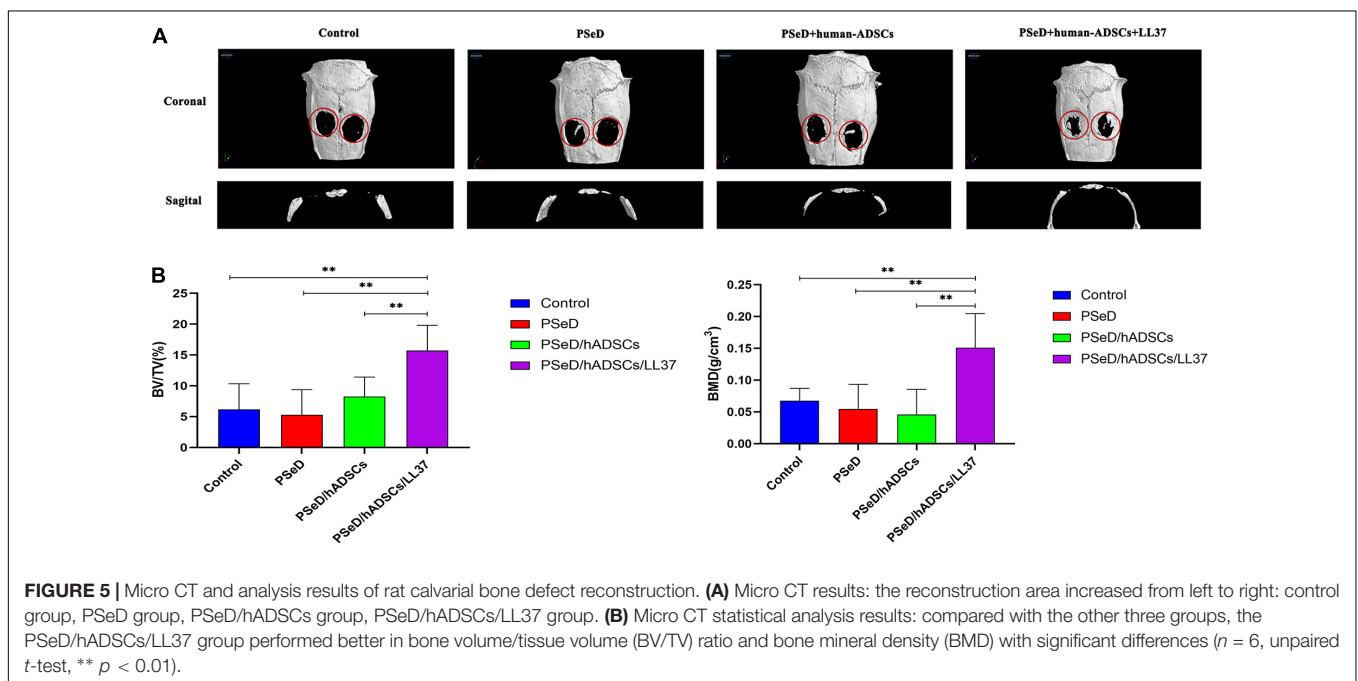 A
Control
PSeD
PSeD+human-ADSCs
PSeD+human-ADSCs+LL37
Coronal
Sagital
B
**
**
**
25
20
15
10
5
0
BV/TV(%)
Control
PSeD
PSeD/hADSCs
PSeD/hADSCs/LL37
Control
PSeD
PSeD/hADSCs
PSeD/hADSCs/LL37
**
**
**
0.25
0.20
0.15
0.10
0.05
0.00
BMD(g/cm³)
Control
PSeD
PSeD/hADSCs
PSeD/hADSCs/LL37
Control
PSeD
PSeD/hADSCs
PSeD/hADSCs/LL37
FIGURE 5 | Micro CT and analysis results of rat calvarial bone defect reconstruction. (A) Micro CT results: the reconstruction area increased from left to right: control
group, PSeD group, PSeD/hADSCs group, PSeD/hADSCs/LL37 group. (B) Micro CT statistical analysis results: compared with the other three groups, the
PSeD/hADSCs/LL37 group performed better in bone volume/tissue volume (BV/TV) ratio and bone mineral density (BMD) with significant differences (n = 6, unpaired
t-test, ** p < 0.01).